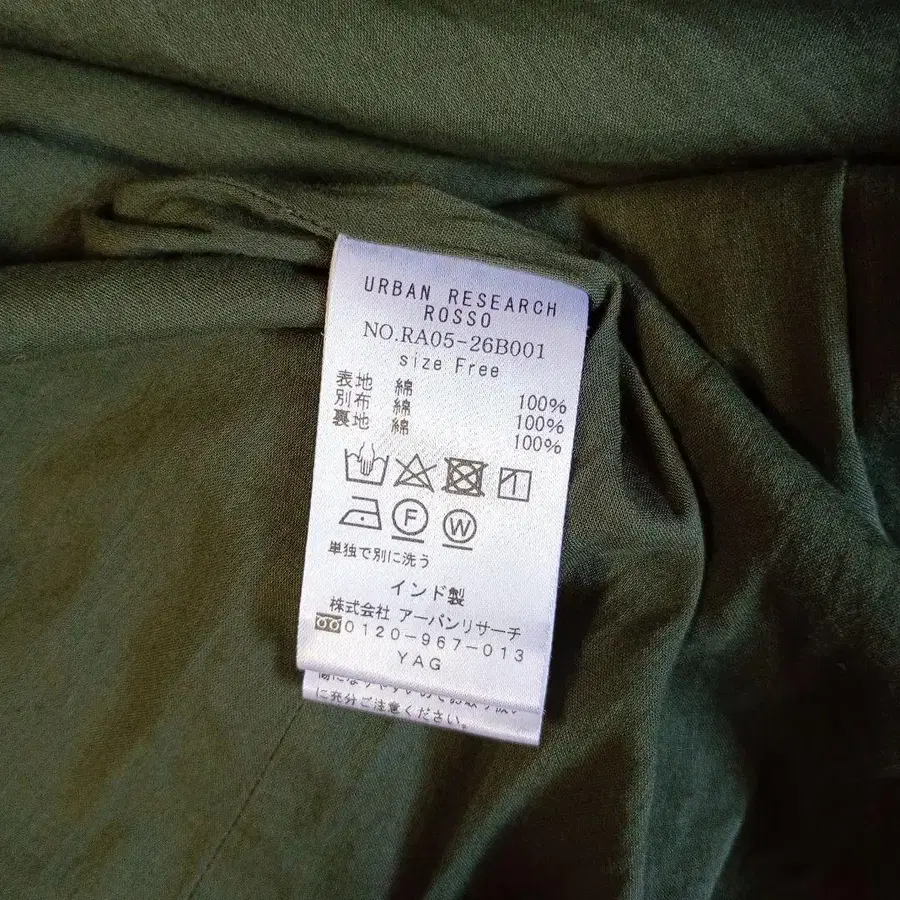 URBAN RESEARCH
ROSSO
NO.RA05-26B001
size Free
表地 綿 100%
別布 綿 100%
裏地 綿 100%
F W
単独で別に洗う
インド製
株式会社 アーバンリサーチ
0120-967-013
YAG
に充分ご注意ください。